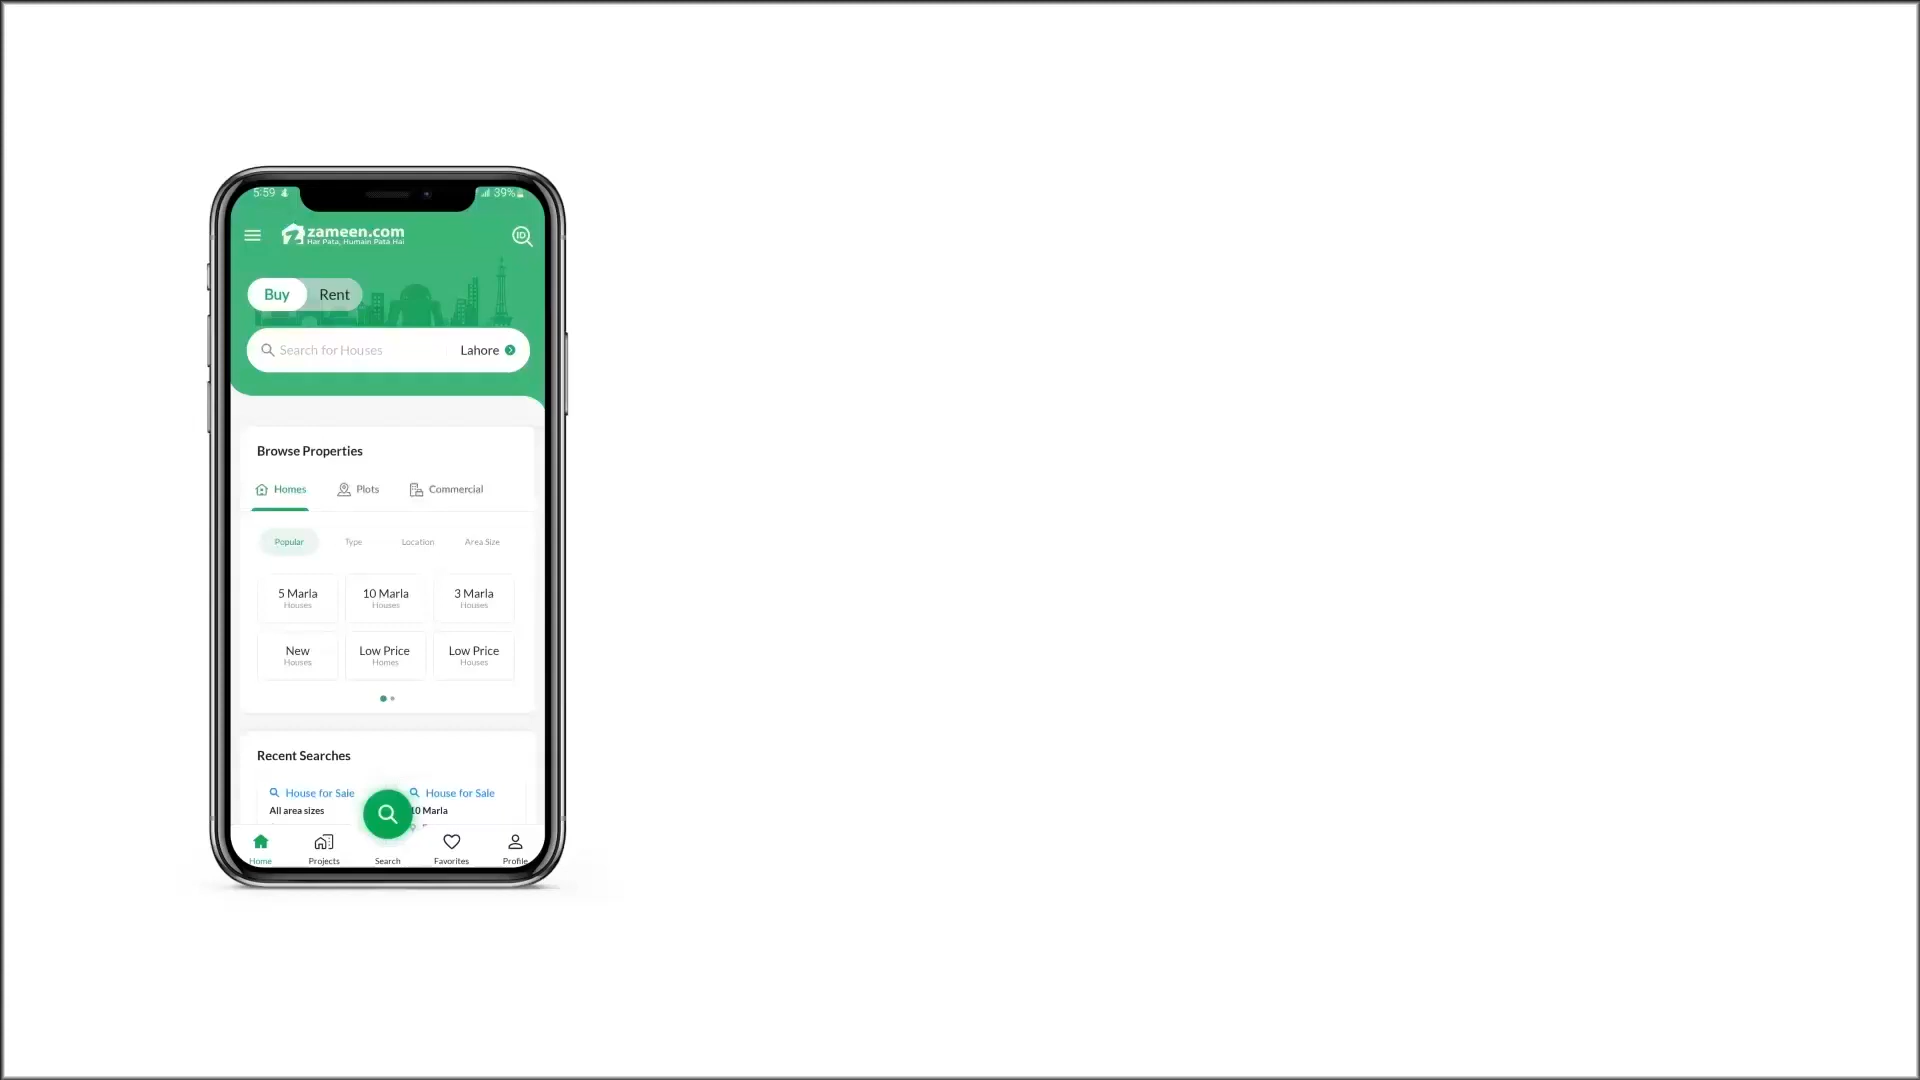 5:59
39%
zameen.com
Har Pata, Humain Pata Hai
ID
Buy Rent
Search for Houses Lahore
Browse Properties
Homes Plots Commercial
Popular Type Location Area Size
5 Marla 10 Marla 3 Marla
Houses Houses Houses
New Low Price Low Price
Houses Homes Houses
Recent Searches
House for Sale House for Sale
All area sizes 10 Marla
Home Projects Search Favorites Profile